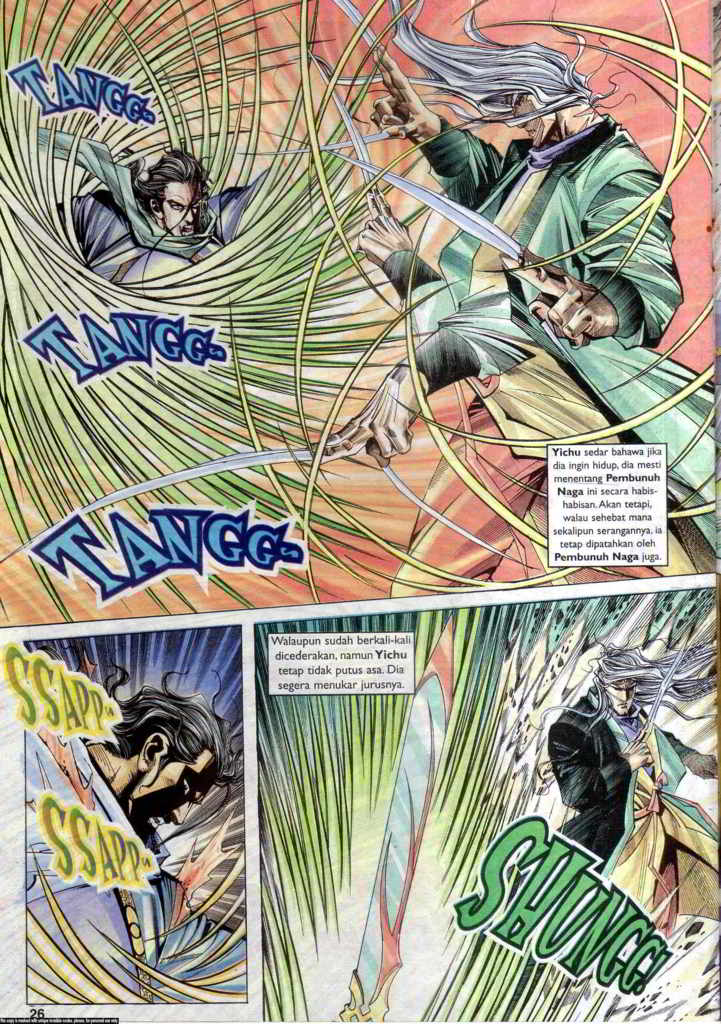 TANGG..
TANGG..
TANGG..
Yichu sedar bahawa jika
dia ingin hidup, dia mesti
menentang Pembunuh
Naga ini secara habis-
habisan. Akan tetapi,
walau sehebat mana
sekalipun serangannya, ia
tetap dipatahkan oleh
Pembunuh Naga juga.
SSAPP..
SSAPP..
Walaupun sudah berkali-kali
dicederakan, namun Yichu
tetap tidak putus asa. Dia
segera menukar jurusnya.
SHUNGG!
26